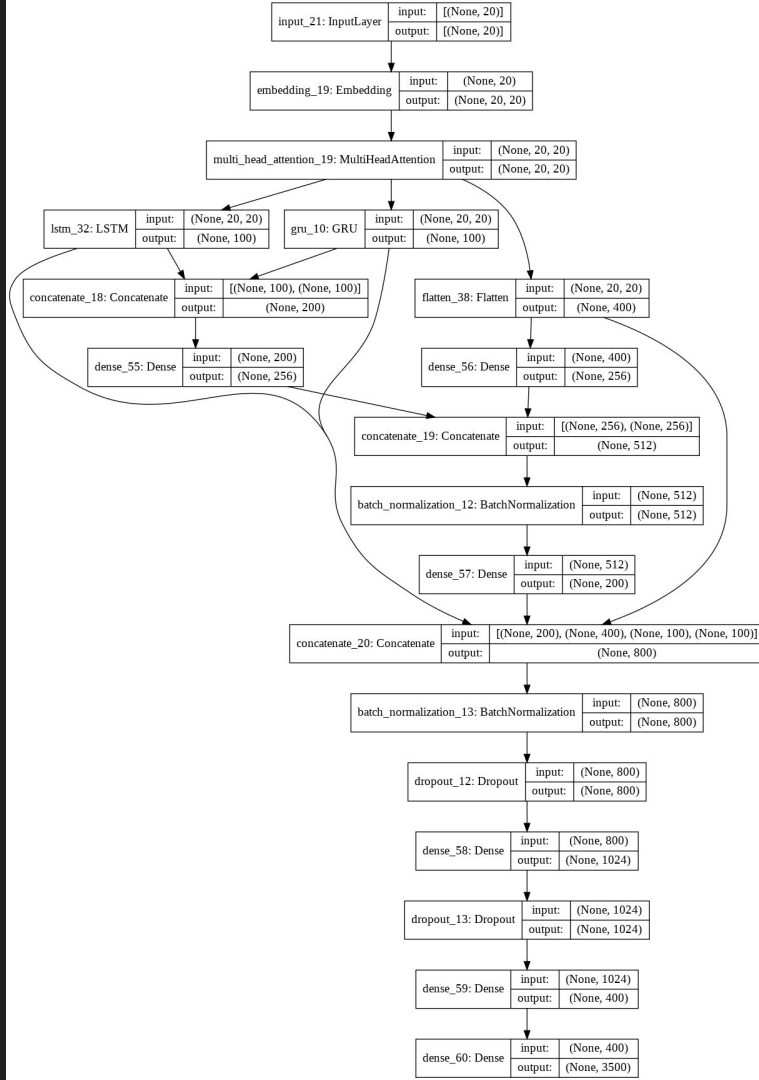 input_21: InputLayer
input: [(None, 20)]
output: [(None, 20)]
embedding_19: Embedding
input: (None, 20)
output: (None, 20, 20)
multi_head_attention_19: MultiHeadAttention
input: (None, 20, 20)
output: (None, 20, 20)
lstm_32: LSTM
input: (None, 20, 20)
output: (None, 100)
gru_10: GRU
input: (None, 20, 20)
output: (None, 100)
concatenate_18: Concatenate
input: [(None, 100), (None, 100)]
output: (None, 200)
flatten_38: Flatten
input: (None, 20, 20)
output: (None, 400)
dense_55: Dense
input: (None, 200)
output: (None, 256)
dense_56: Dense
input: (None, 400)
output: (None, 256)
concatenate_19: Concatenate
input: [(None, 256), (None, 256)]
output: (None, 512)
batch_normalization_12: BatchNormalization
input: (None, 512)
output: (None, 512)
dense_57: Dense
input: (None, 512)
output: (None, 200)
concatenate_20: Concatenate
input: [(None, 200), (None, 400), (None, 100), (None, 100)]
output: (None, 800)
batch_normalization_13: BatchNormalization
input: (None, 800)
output: (None, 800)
dropout_12: Dropout
input: (None, 800)
output: (None, 800)
dense_58: Dense
input: (None, 800)
output: (None, 1024)
dropout_13: Dropout
input: (None, 1024)
output: (None, 1024)
dense_59: Dense
input: (None, 1024)
output: (None, 400)
dense_60: Dense
input: (None, 400)
output: (None, 3500)